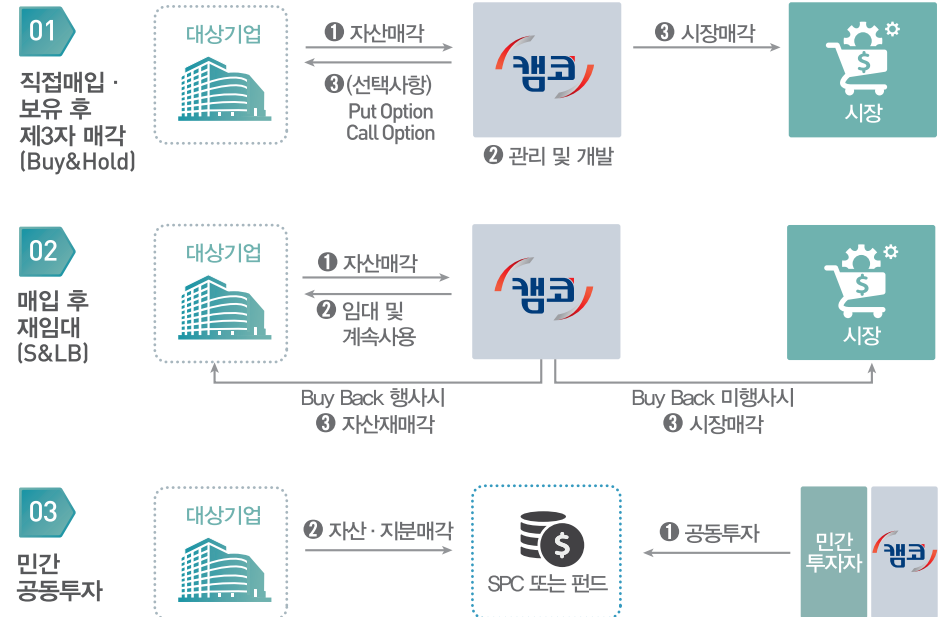 01
직접매입 ·
보유 후
제3자 매각
(Buy&Hold)
대상기업
❶ 자산매각
❸(선택사항)
Put Option
Call Option
캠코
❷ 관리 및 개발
❸ 시장매각
$
시장
02
매입 후
재임대
(S&LB)
대상기업
❶ 자산매각
❷ 임대 및
계속사용
캠코
$
시장
Buy Back 행사시
❸ 자산재매각
Buy Back 미행사시
❸ 시장매각
03
민간
공동투자
대상기업
❷ 자산 · 지분매각
$
SPC 또는 펀드
❶ 공동투자
민간
투자자
캠코